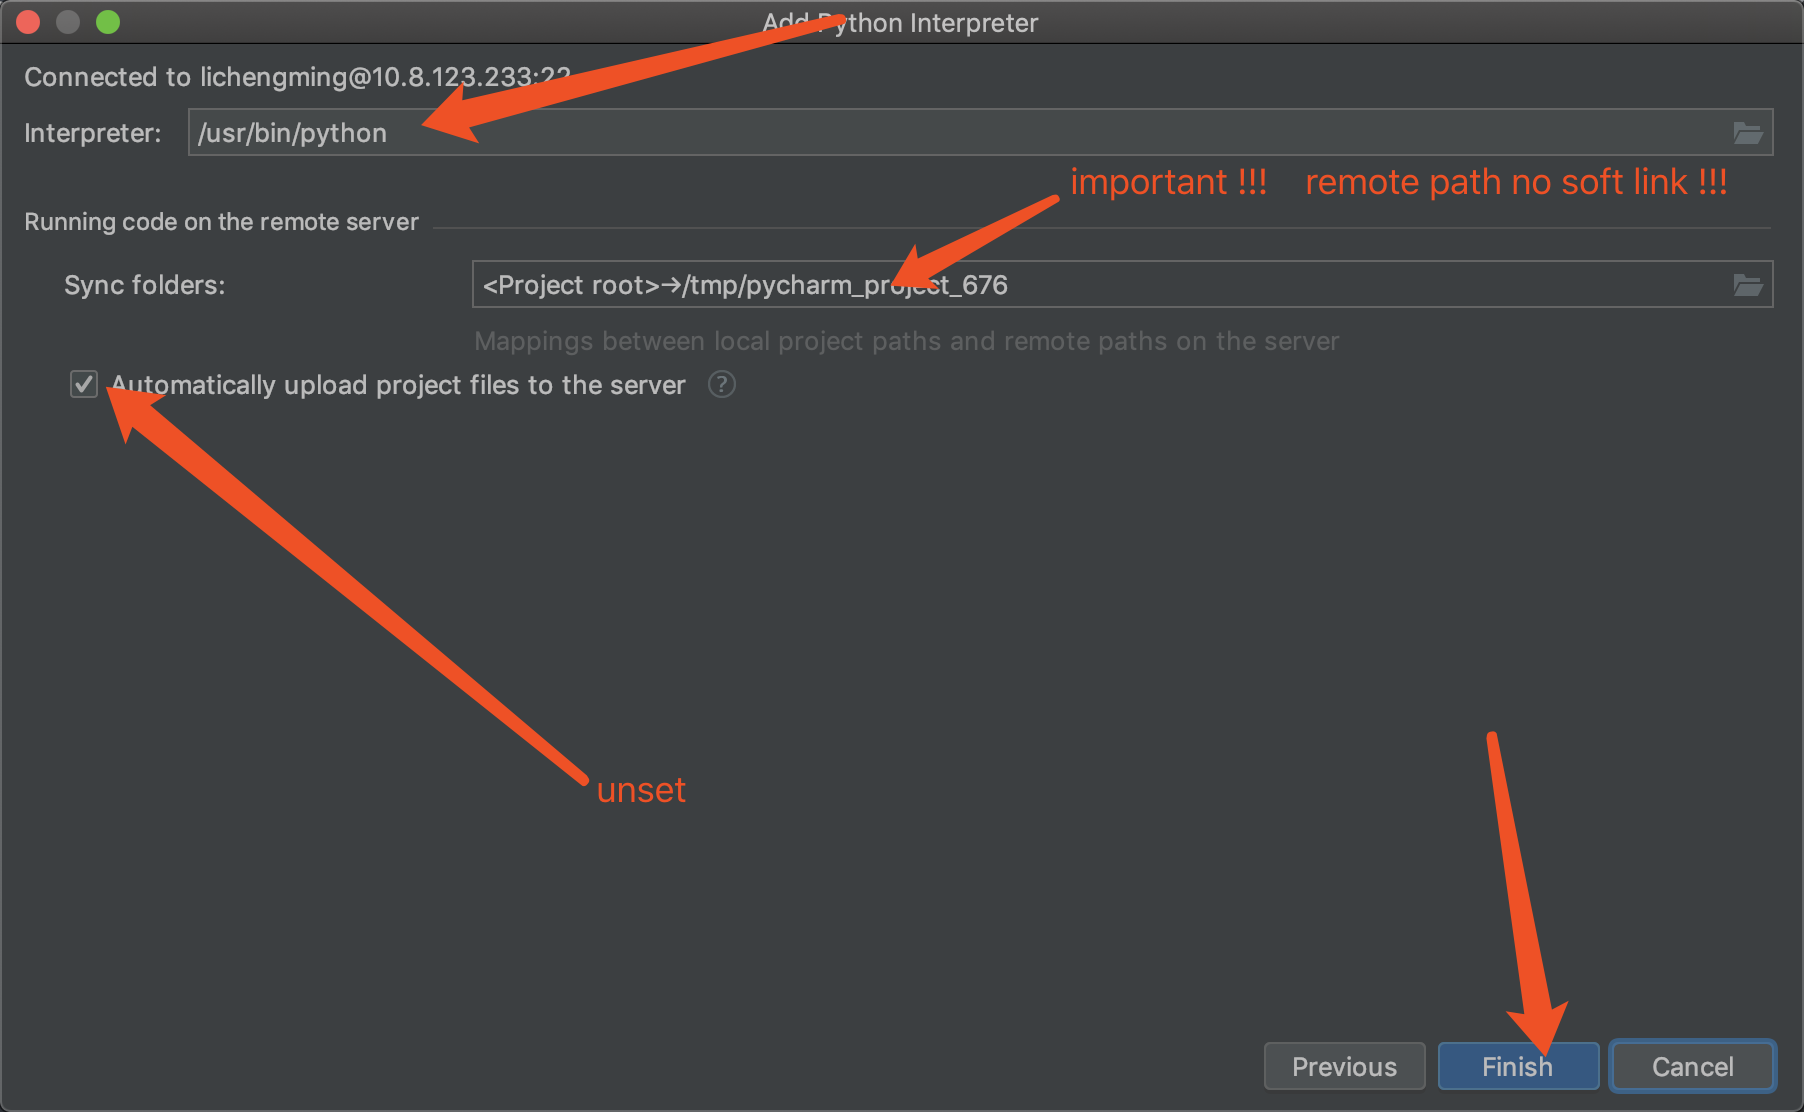 Add Python Interpreter
Connected to lichengming@10.8.123.233:22
Interpreter: /usr/bin/python
important !!! remote path no soft link !!!
Running code on the remote server
Sync folders: <Project root>→/tmp/pycharm_project_676
Mappings between local project paths and remote paths on the server
Automatically upload project files to the server ?
unset
Previous Finish Cancel